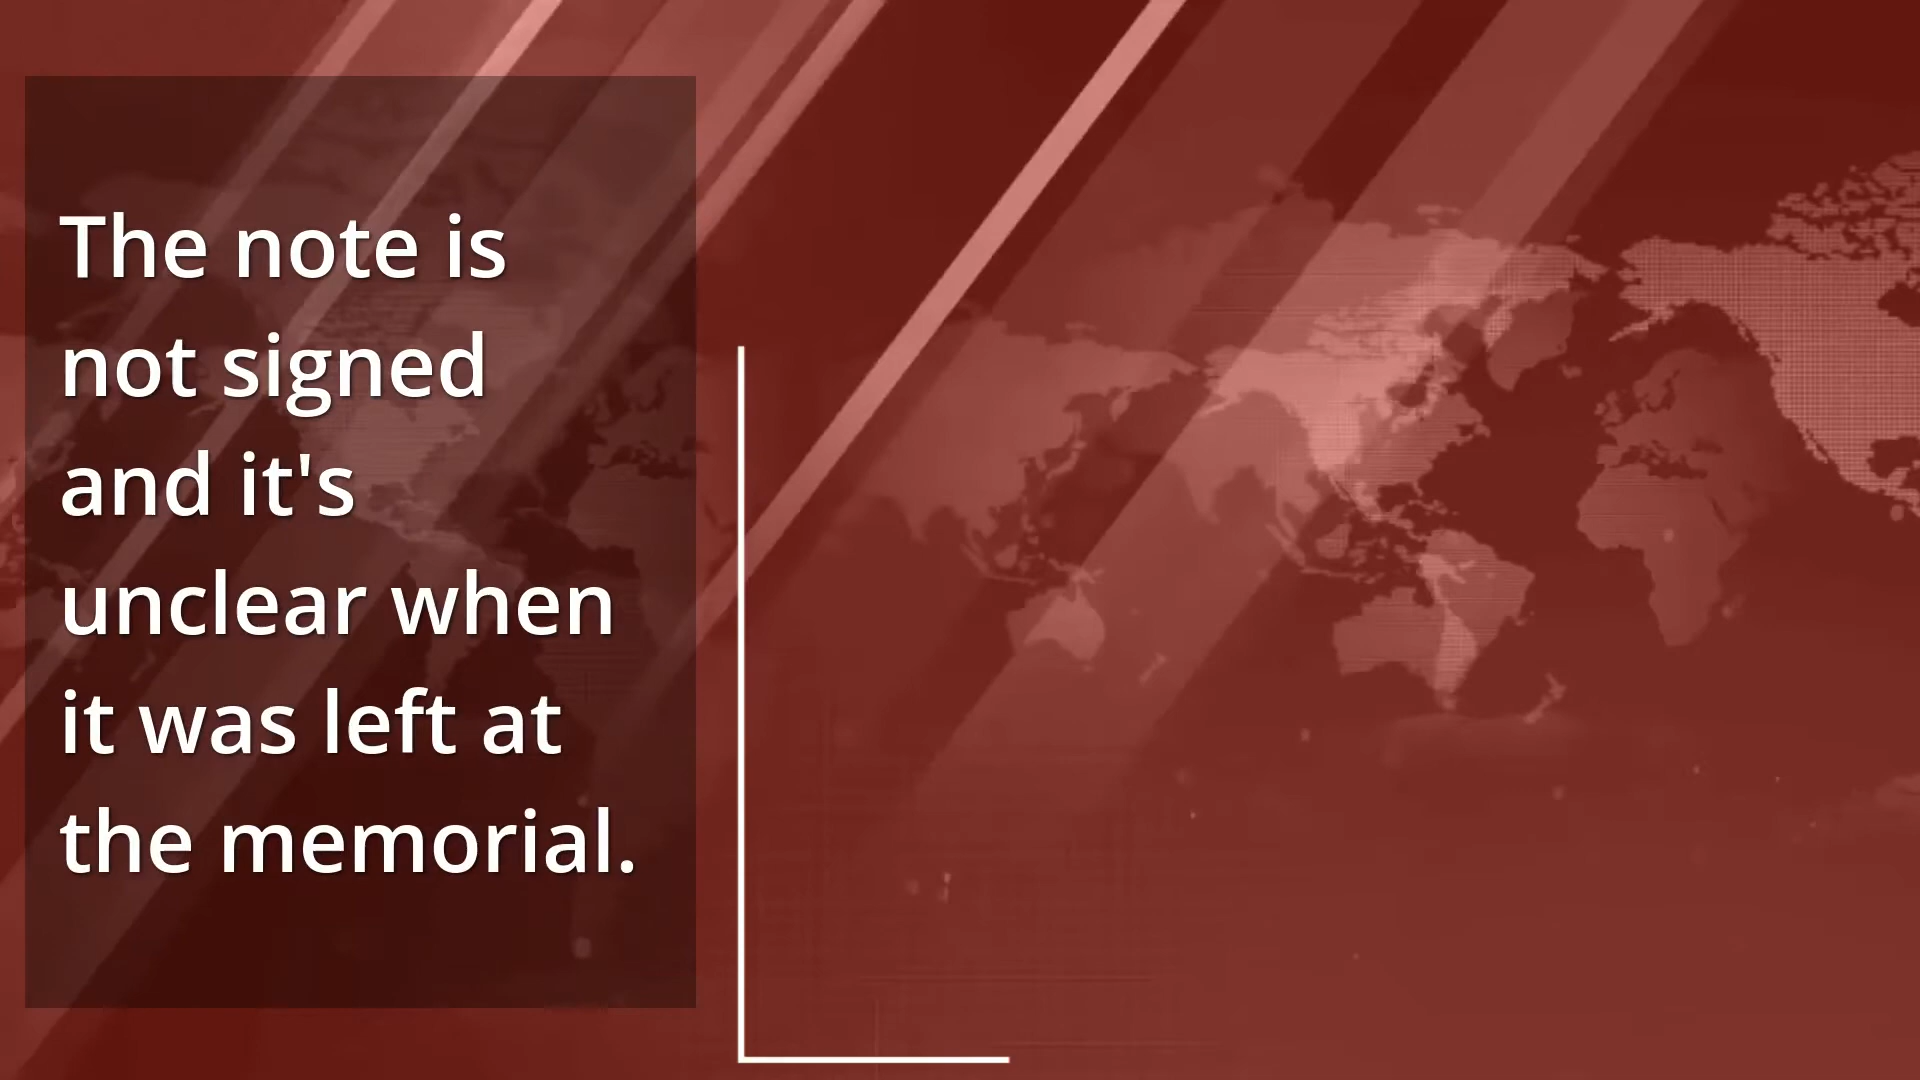 The note is
not signed
and it's
unclear when
it was left at
the memorial.